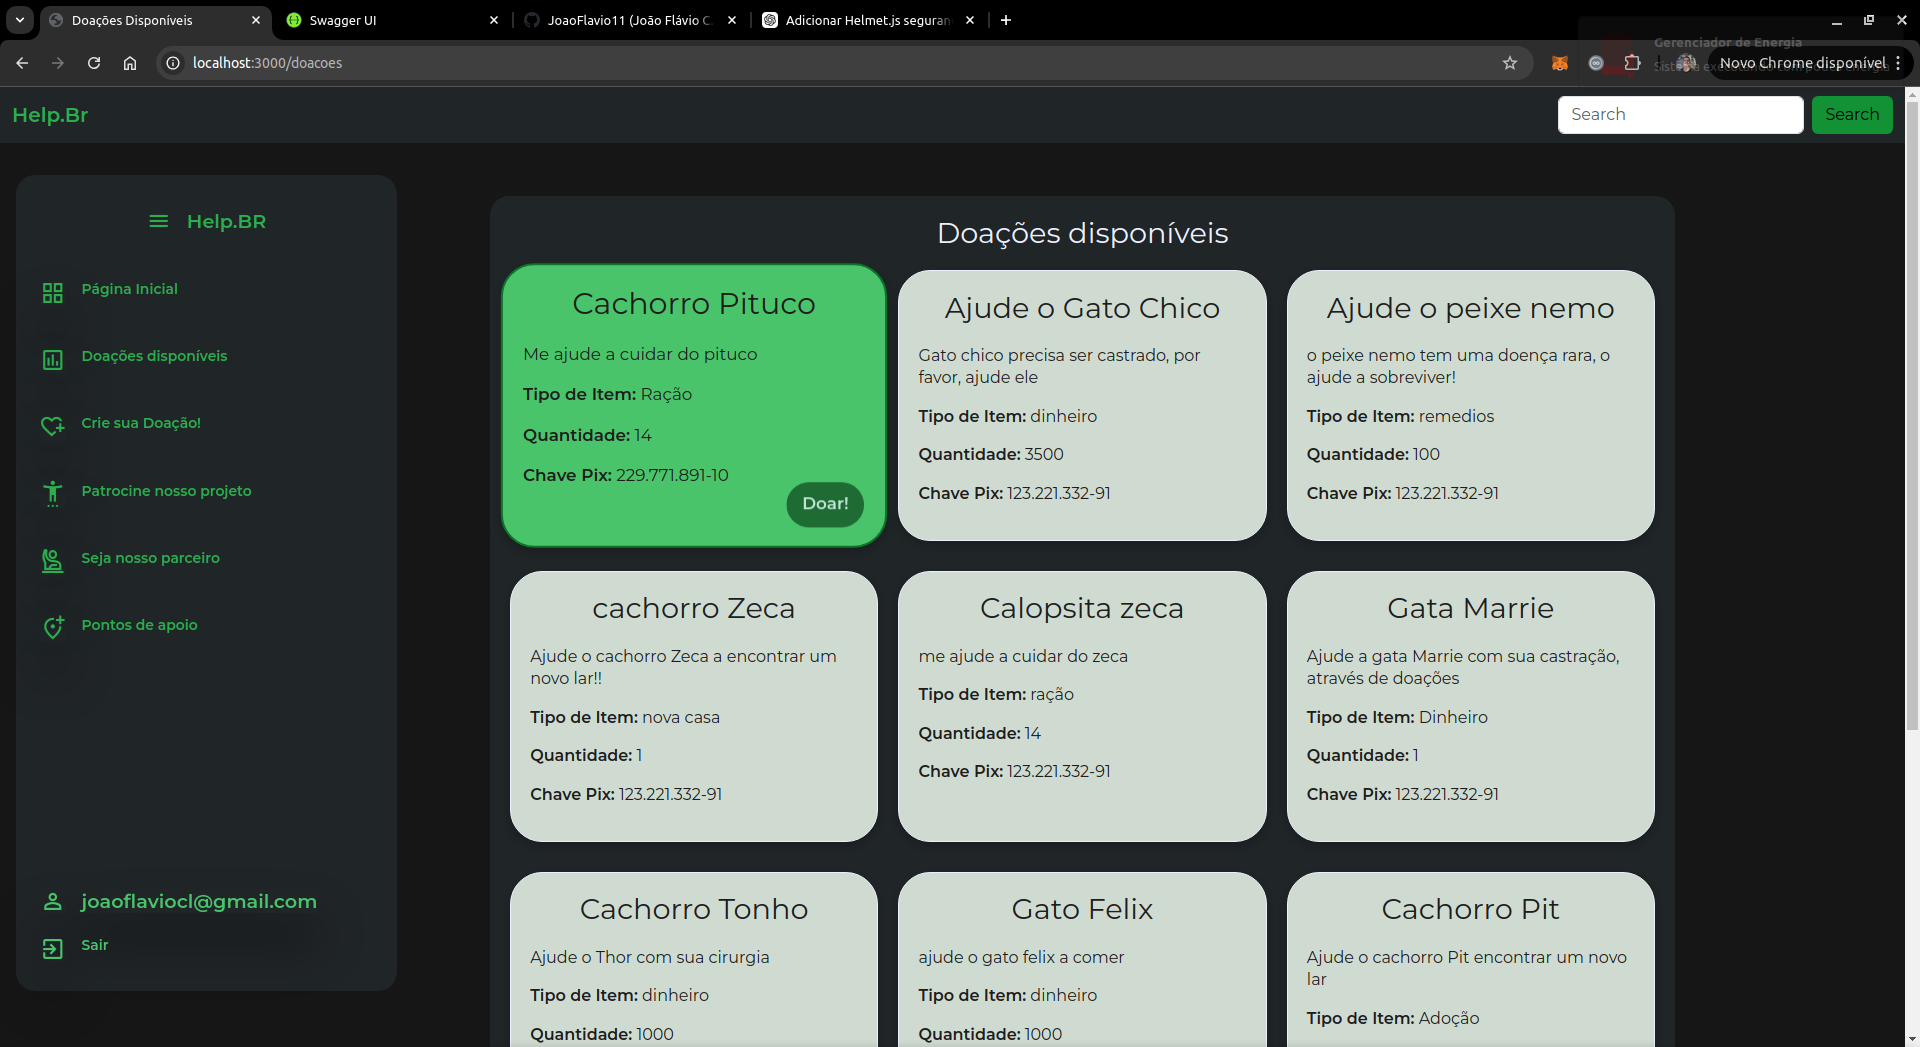 Doações Disponíveis
Swagger UI
JoaoFlavio11 (João Flávio C
Adicionar Helmet.js seguran
localhost:3000/doacoes
Gerenciador de Energia
Novo Chrome disponível
Help.Br
Search
Search
Help.BR
Página Inicial
Doações disponíveis
Crie sua Doação!
Patrocine nosso projeto
Seja nosso parceiro
Pontos de apoio
joaoflaviocl@gmail.com
Sair
Doações disponíveis
Cachorro Pituco
Me ajude a cuidar do pituco
Tipo de Item: Ração
Quantidade: 14
Chave Pix: 229.771.891-10
Doar!
Ajude o Gato Chico
Gato chico precisa ser castrado, por
favor, ajude ele
Tipo de Item: dinheiro
Quantidade: 3500
Chave Pix: 123.221.332-91
Ajude o peixe nemo
o peixe nemo tem uma doença rara, o
ajude a sobreviver!
Tipo de Item: remedios
Quantidade: 100
Chave Pix: 123.221.332-91
cachorro Zeca
Ajude o cachorro Zeca a encontrar um
novo lar!!
Tipo de Item: nova casa
Quantidade: 1
Chave Pix: 123.221.332-91
Calopsita zeca
me ajude a cuidar do zeca
Tipo de Item: ração
Quantidade: 14
Chave Pix: 123.221.332-91
Gata Marrie
Ajude a gata Marrie com sua castração,
através de doações
Tipo de Item: Dinheiro
Quantidade: 1
Chave Pix: 123.221.332-91
Cachorro Tonho
Ajude o Thor com sua cirurgia
Tipo de Item: dinheiro
Quantidade: 1000
Gato Felix
ajude o gato felix a comer
Tipo de Item: dinheiro
Quantidade: 1000
Cachorro Pit
Ajude o cachorro Pit encontrar um novo
lar
Tipo de Item: Adoção